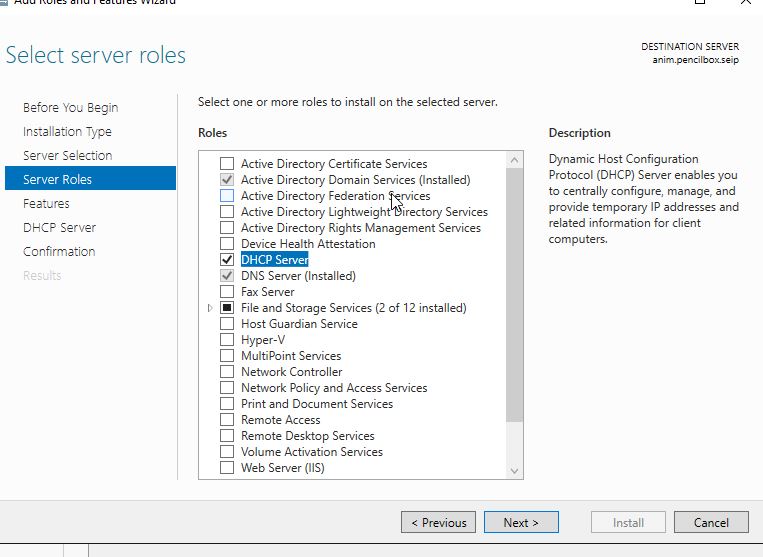 Add Roles and Features Wizard
Select server roles
DESTINATION SERVER
anim.pencilbox.seip
Before You Begin
Installation Type
Server Selection
Server Roles
Features
DHCP Server
Confirmation
Results
Select one or more roles to install on the selected server.
Roles
Active Directory Certificate Services
Active Directory Domain Services (Installed)
Active Directory Federation Services
Active Directory Lightweight Directory Services
Active Directory Rights Management Services
Device Health Attestation
DHCP Server
DNS Server (Installed)
Fax Server
File and Storage Services (2 of 12 installed)
Host Guardian Service
Hyper-V
MultiPoint Services
Network Controller
Network Policy and Access Services
Print and Document Services
Remote Access
Remote Desktop Services
Volume Activation Services
Web Server (IIS)
Description
Dynamic Host Configuration
Protocol (DHCP) Server enables you
to centrally configure, manage, and
provide temporary IP addresses and
related information for client
computers.
< Previous
Next >
Install
Cancel